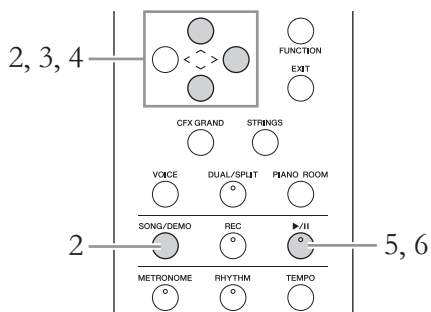 2, 3, 4
FUNCTION
EXIT
CFX GRAND STRINGS
VOICE DUAL/SPLIT PIANO ROOM
SONG/DEMO REC ▶/II
2
5, 6
METRONOME RHYTHM TEMPO